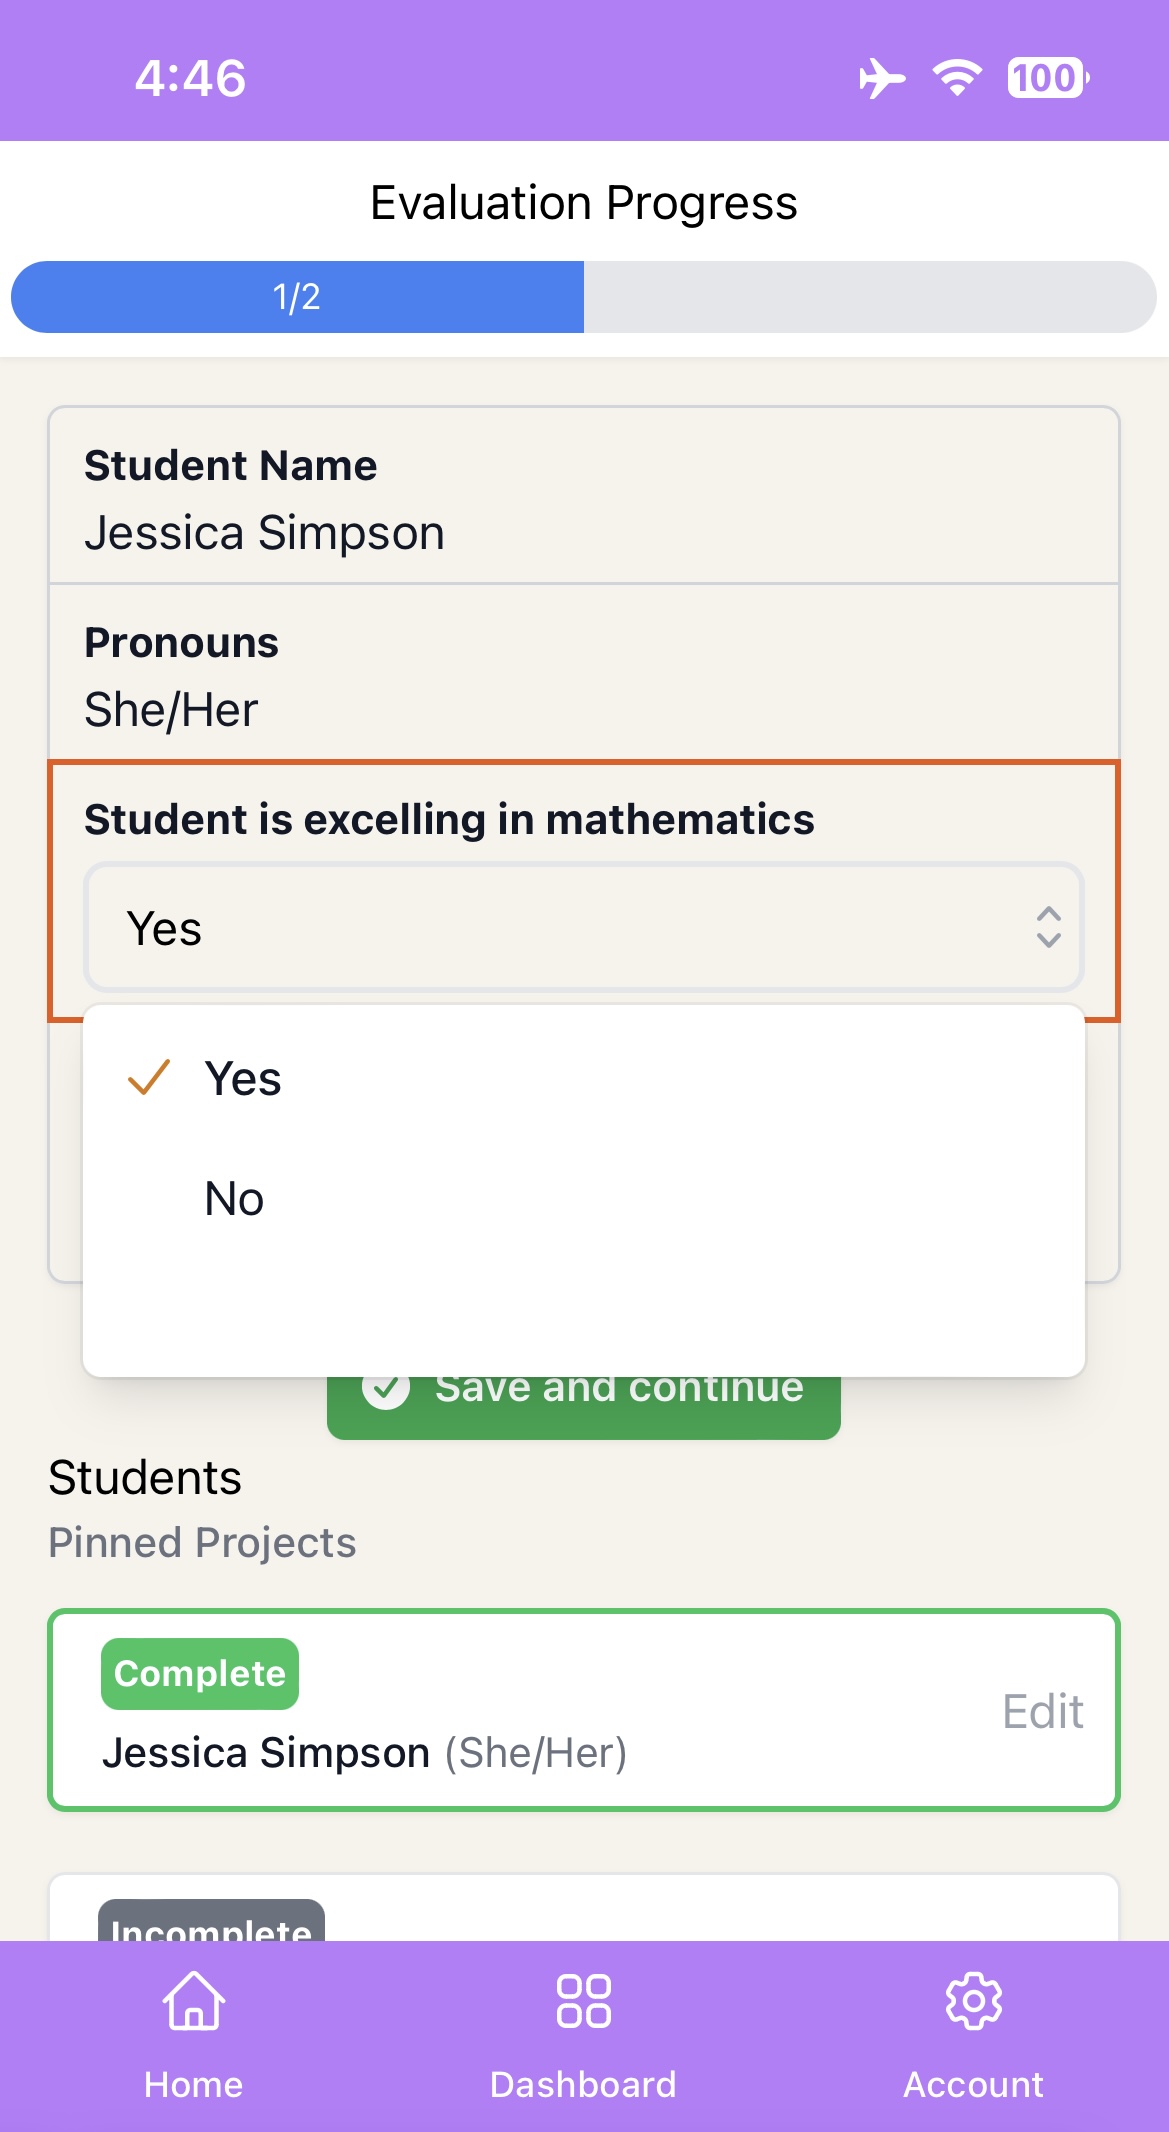 4:46
100
Evaluation Progress
1/2
Student Name
Jessica Simpson
Pronouns
She/Her
Student is excelling in mathematics
Yes
Yes
No
Save and continue
Students
Pinned Projects
Complete
Edit
Jessica Simpson (She/Her)
Incomplete
Home
Dashboard
Account